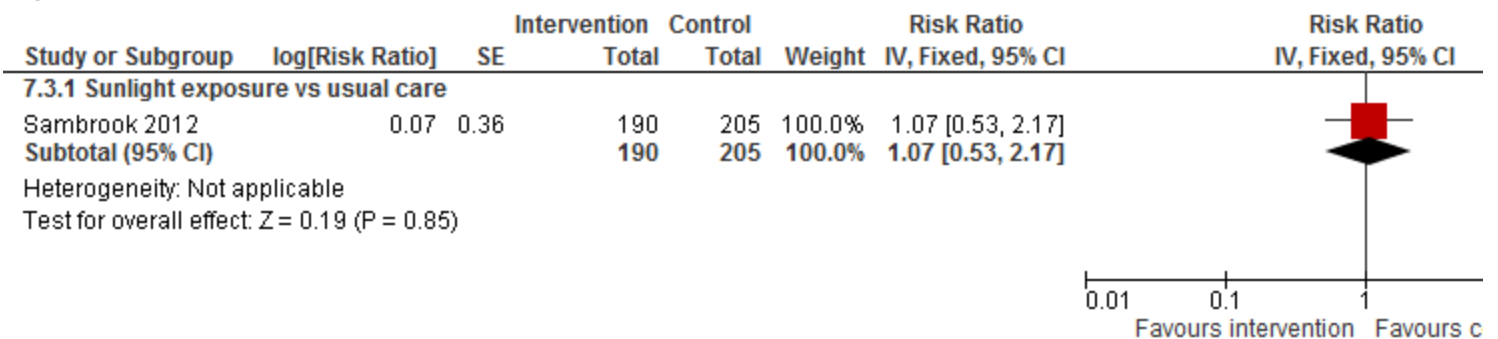 Intervention Control Risk Ratio Risk Ratio
Study or Subgroup log[Risk Ratio] SE Total Total Weight IV, Fixed, 95% CI IV, Fixed, 95% CI
7.3.1 Sunlight exposure vs usual care
Sambrook 2012 0.07 0.36 190 205 100.0% 1.07 [0.53, 2.17]
Subtotal (95% CI) 190 205 100.0% 1.07 [0.53, 2.17]
Heterogeneity: Not applicable
Test for overall effect: Z = 0.19 (P = 0.85)
0.01 0.1 1
Favours intervention Favours c